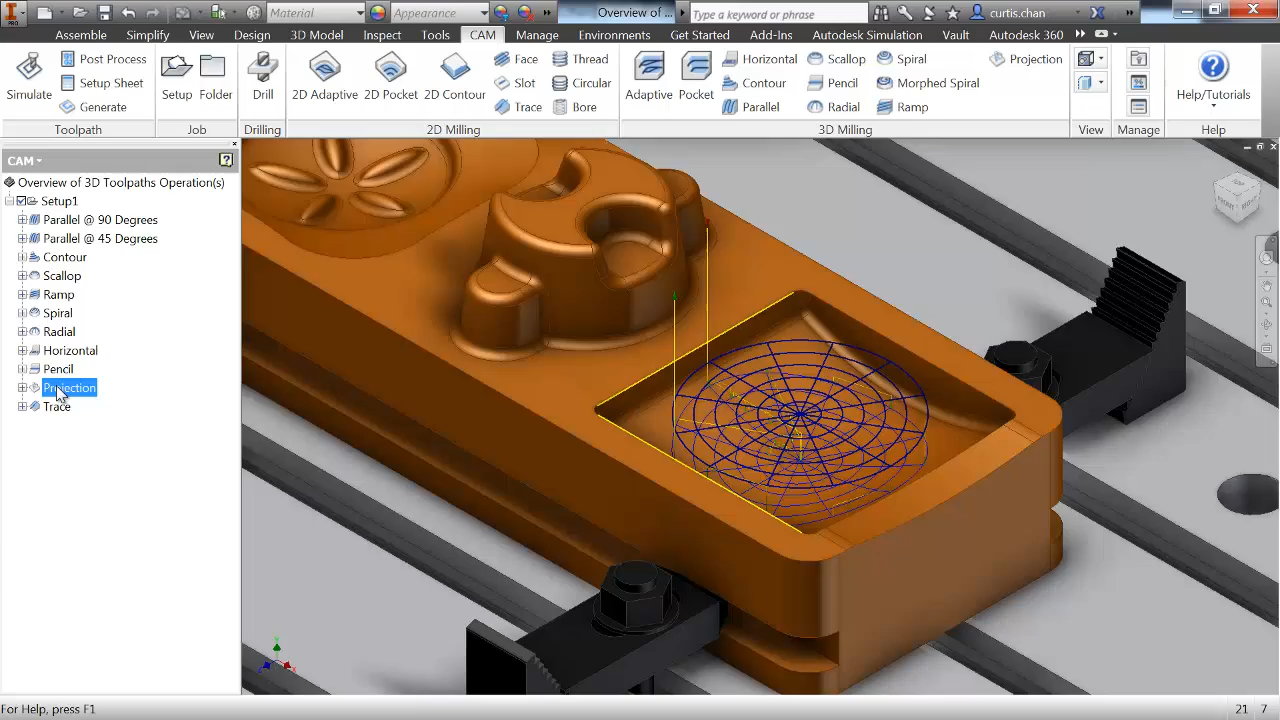 Material
Appearance
Overview of ...
Type a keyword or phrase
curtis.chan
PRO
Assemble Simplify View Design 3D Model Inspect Tools CAM Manage Environments Get Started Add-Ins Autodesk Simulation Vault Autodesk 360
Simulate
Post Process
Setup Sheet
Generate
Toolpath
Setup
Folder
Job
Drill
Drilling
2D Adaptive
2D Pocket
2D Contour
Face
Slot
Trace
Thread
Circular
Bore
2D Milling
Adaptive
Pocket
Horizontal
Contour
Parallel
Scallop
Pencil
Radial
Spiral
Morphed Spiral
Ramp
Projection
3D Milling
View
Manage
Help/Tutorials
Help
CAM
Overview of 3D Toolpaths Operation(s)
Setup1
Parallel @ 90 Degrees
Parallel @ 45 Degrees
Contour
Scallop
Ramp
Spiral
Radial
Horizontal
Pencil
Projection
Trace
TOP
For Help, press F1
21 7